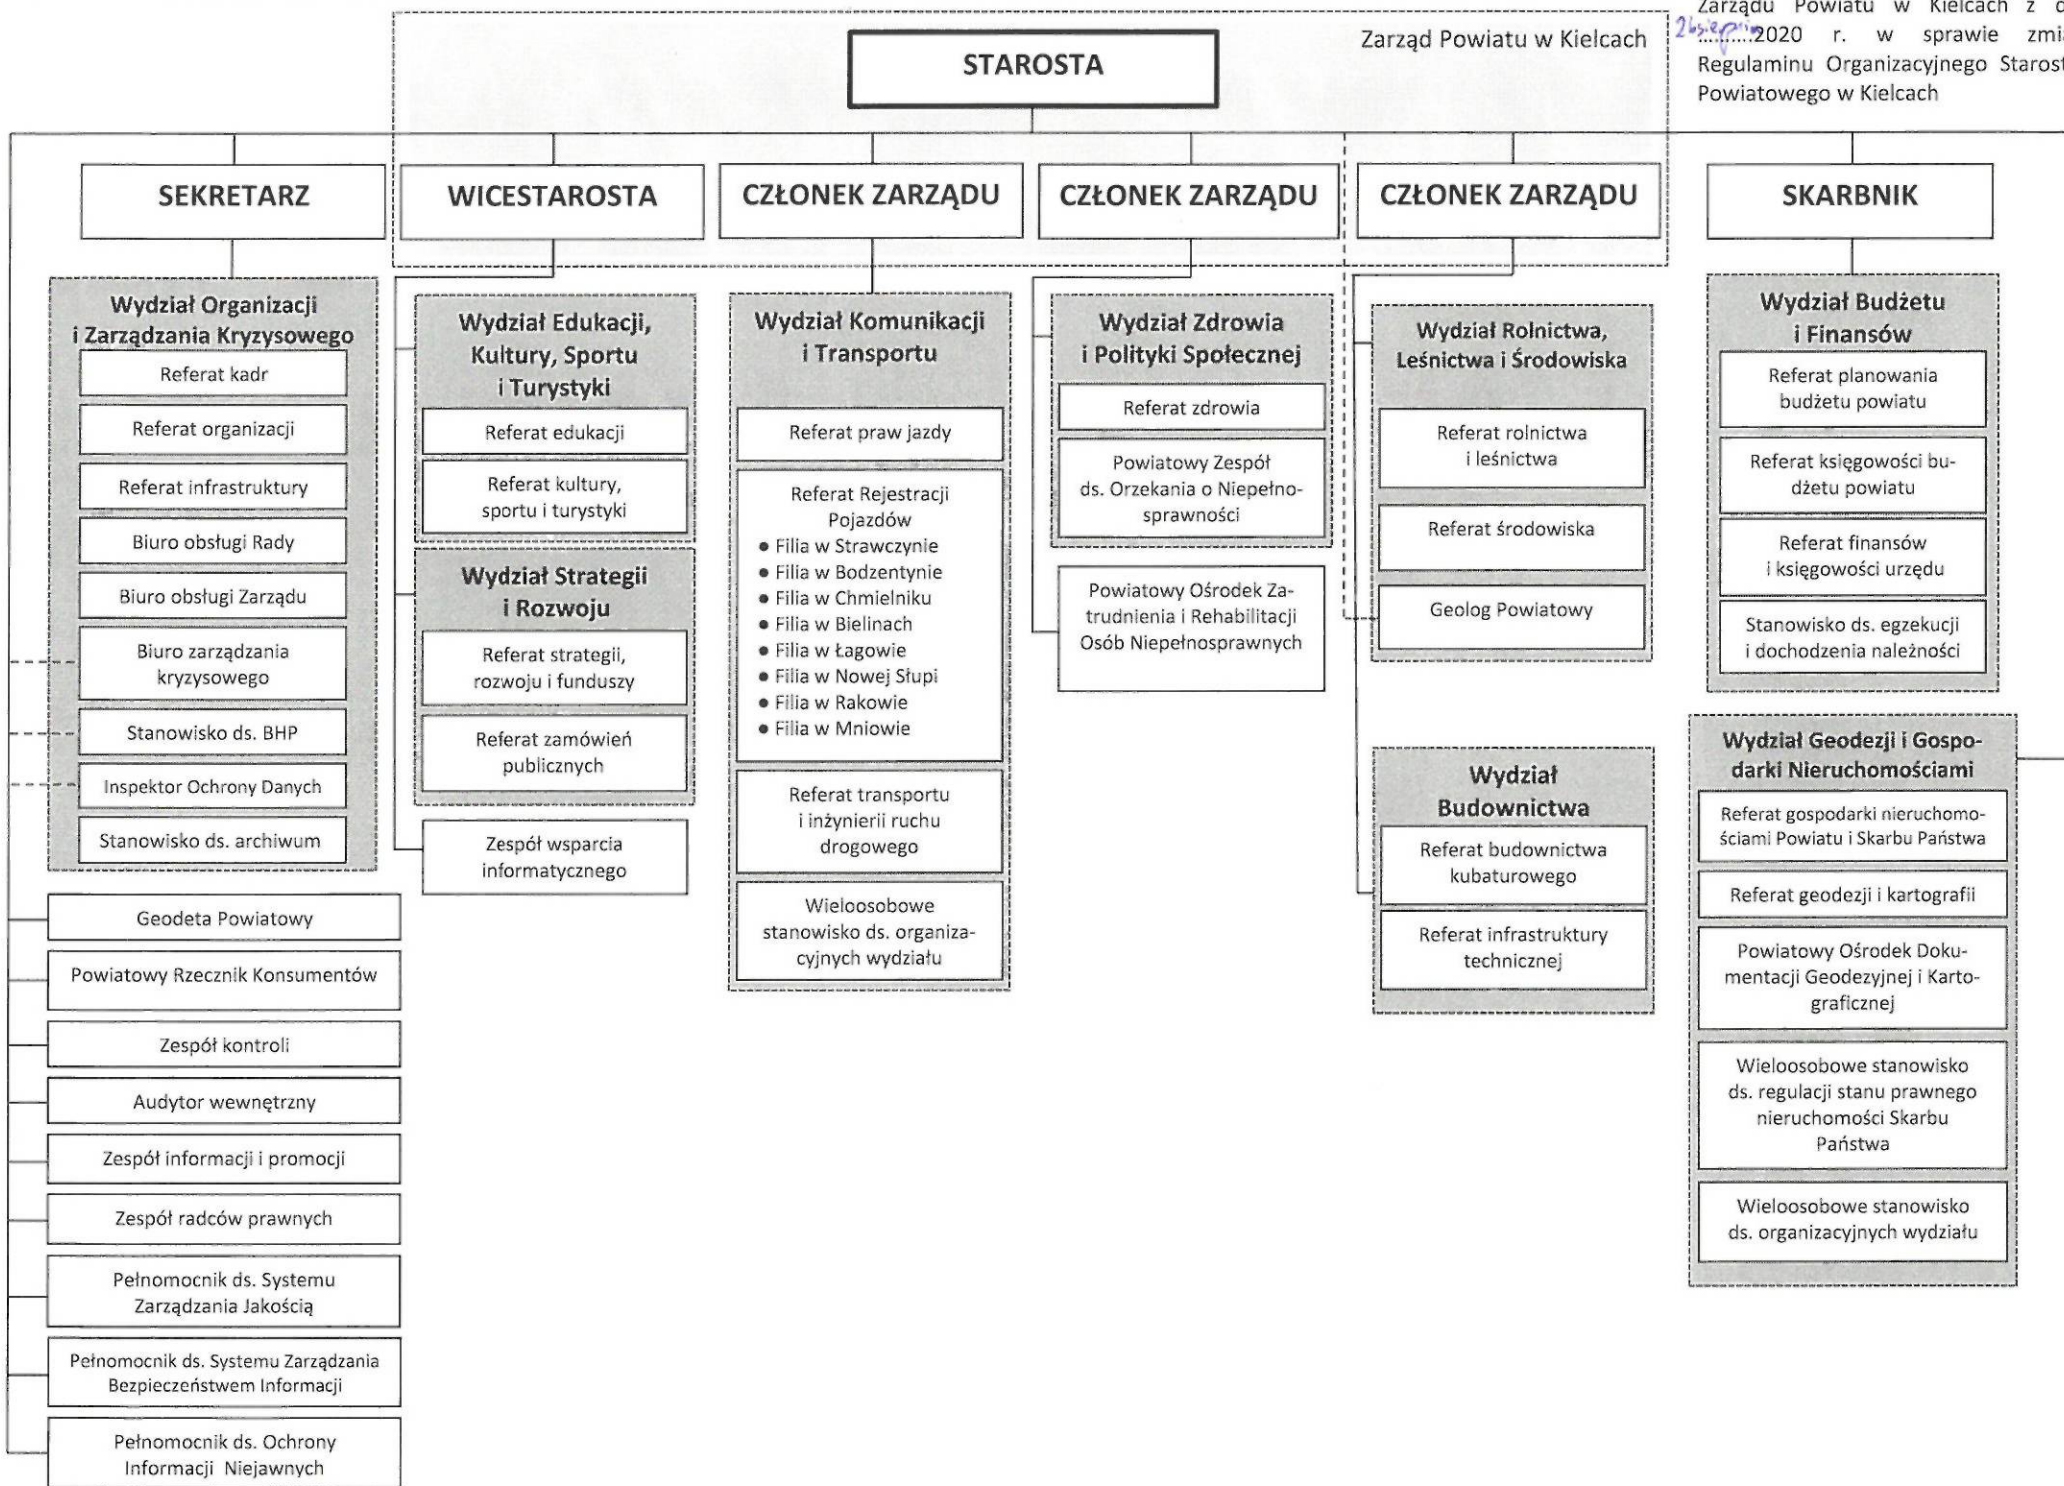 Zarządu Powiatu w Kielcach z
26 sierpnia 2020 r. w sprawie
Regulaminu Organizacyjnego
Powiatowego w Kielcach
Zarząd Powiatu w Kielcach
STAROSTA
SEKRETARZ
WICESTAROSTA
CZŁONEK ZARZĄDU
CZŁONEK ZARZĄDU
CZŁONEK ZARZĄDU
SKARBNIK
Wydział Organizacji
i Zarządzania Kryzysowego
Referat kadr
Referat organizacji
Referat infrastruktury
Biuro obsługi Rady
Biuro obsługi Zarządu
Biuro zarządzania
kryzysowego
Stanowisko ds. BHP
Inspektor Ochrony Danych
Stanowisko ds. archiwum
Geodeta Powiatowy
Powiatowy Rzecznik Konsumentów
Zespół kontroli
Audytor wewnętrzny
Zespół informacji i promocji
Zespół radców prawnych
Pełnomocnik ds. Systemu
Zarządzania Jakością
Pełnomocnik ds. Systemu Zarządzania
Bezpieczeństwem Informacji
Pełnomocnik ds. Ochrony
Informacji Niejawnych
Wydział Edukacji,
Kultury, Sportu
i Turystyki
Referat edukacji
Referat kultury,
sportu i turystyki
Wydział Strategii
i Rozwoju
Referat strategii,
rozwoju i funduszy
Referat zamówień
publicznych
Zespół wsparcia
informatycznego
Wydział Komunikacji
i Transportu
Referat praw jazdy
Referat Rejestracji
Pojazdów
● Filia w Strawczynie
● Filia w Bodzentynie
● Filia w Chmielniku
● Filia w Bielinach
● Filia w Łagowie
● Filia w Nowej Słupi
● Filia w Rakowie
● Filia w Mniowie
Referat transportu
i inżynierii ruchu
drogowego
Wieloosobowe
stanowisko ds. organiza-
cyjnych wydziału
Wydział Zdrowia
i Polityki Społecznej
Referat zdrowia
Powiatowy Zespół
ds. Orzekania o Niepełno-
sprawności
Powiatowy Ośrodek Za-
trudnienia i Rehabilitacji
Osób Niepełnosprawnych
Wydział Rolnictwa,
Leśnictwa i Środowiska
Referat rolnictwa
i leśnictwa
Referat środowiska
Geolog Powiatowy
Wydział
Budownictwa
Referat budownictwa
kubaturowego
Referat infrastruktury
technicznej
Wydział Budżetu
i Finansów
Referat planowania
budżetu powiatu
Referat księgowości bu-
dżetu powiatu
Referat finansów
i księgowości urzędu
Stanowisko ds. egzekucji
i dochodzenia należności
Wydział Geodezji i Gospo-
darki Nieruchomościami
Referat gospodarki nieruchomo-
ściami Powiatu i Skarbu Państwa
Referat geodezji i kartografii
Powiatowy Ośrodek Doku-
mentacji Geodezyjnej i Karto-
graficznej
Wieloosobowe stanowisko
ds. regulacji stanu prawnego
nieruchomości Skarbu
Państwa
Wieloosobowe stanowisko
ds. organizacyjnych wydziału